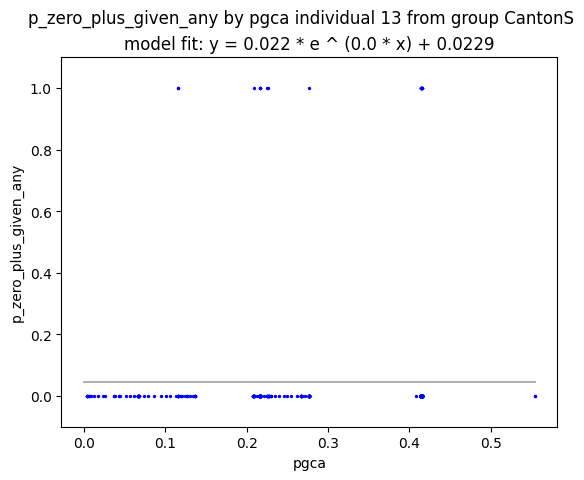 p_zero_plus_given_any by pgca individual 13 from group CantonS
model fit: y = 0.022 * e ^ (0.0 * x) + 0.0229
1.0
0.8
0.6
0.4
0.2
0.0
p_zero_plus_given_any
0.0 0.1 0.2 0.3 0.4 0.5
pgca